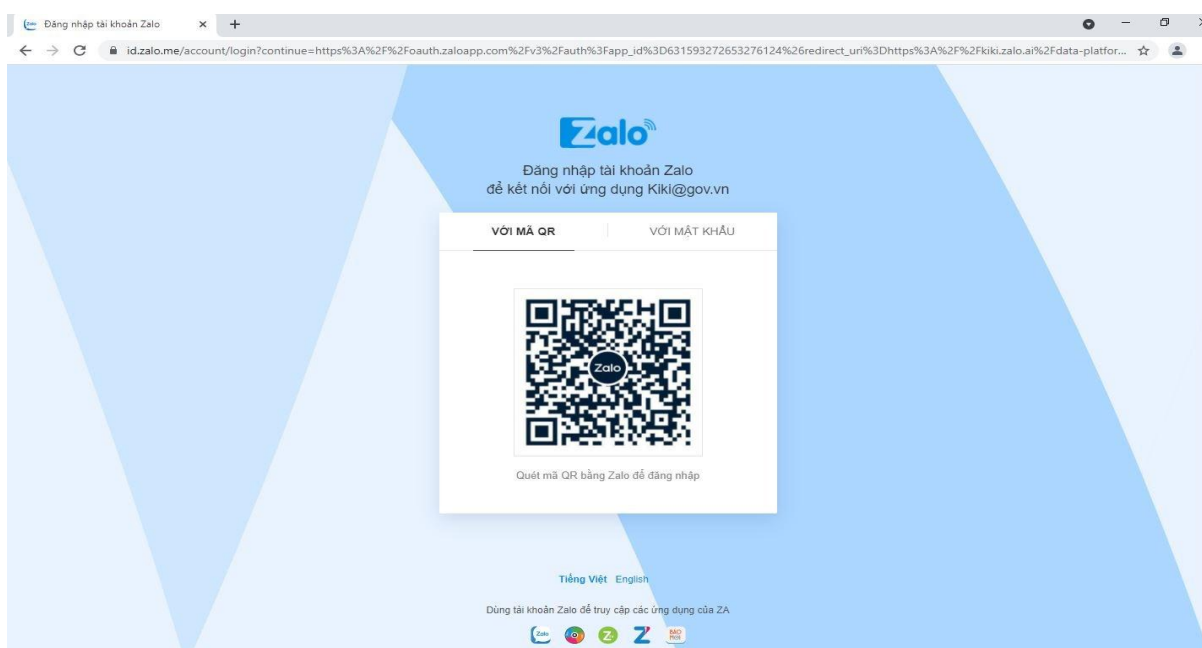 Đăng nhập tài khoản Zalo
id.zalo.me/account/login?continue=https%3A%2F%2Foauth.zaloapp.com%2Fv3%2Fauth%3Fapp_id%3D631593272653276124%26redirect_uri%3Dhttps%3A%2F%2Fkiki.zalo.ai%2Fdata-platfor...
Zalo
Đăng nhập tài khoản Zalo
để kết nối với ứng dụng Kiki@gov.vn
VỚI MÃ QR
VỚI MẬT KHẨU
Zalo
Quét mã QR bằng Zalo để đăng nhập
Tiếng Việt English
Dùng tài khoản Zalo để truy cập các ứng dụng của ZA
Zalo
BÁO MỚI